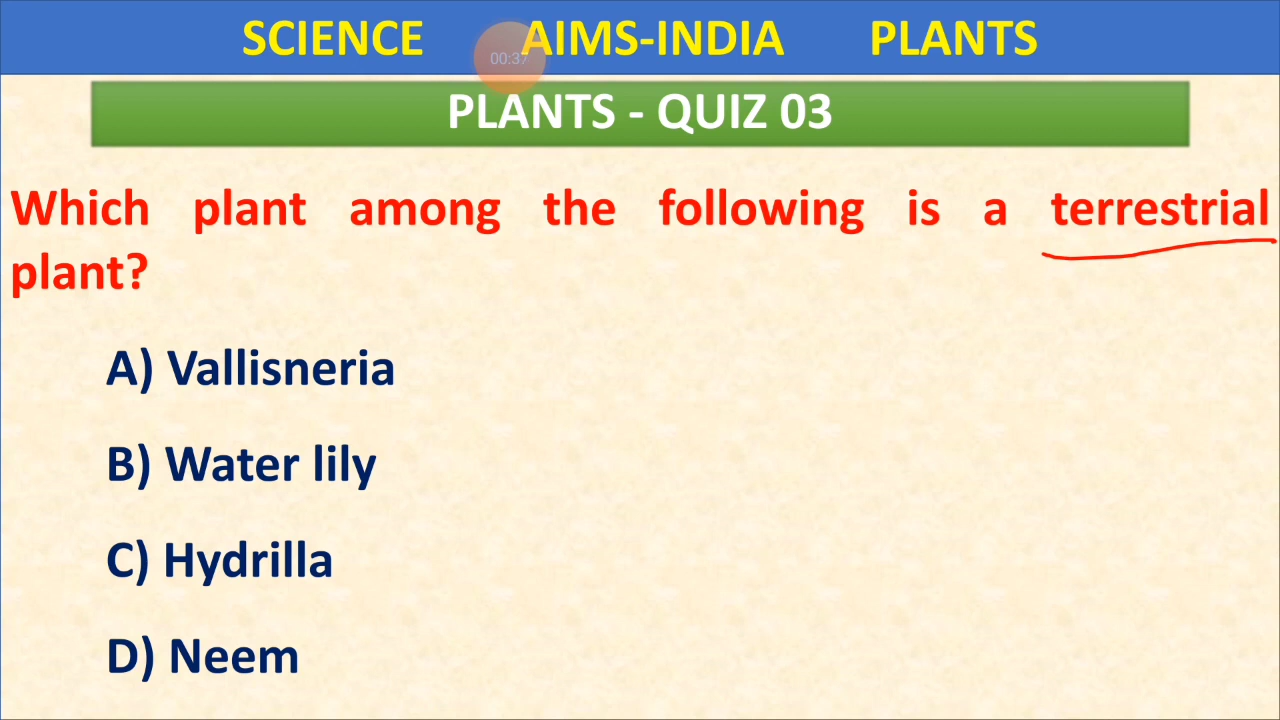 SCIENCE AIMS-INDIA PLANTS
00:37
PLANTS - QUIZ 03
Which plant among the following is a terrestrial
plant?
A) Vallisneria
B) Water lily
C) Hydrilla
D) Neem